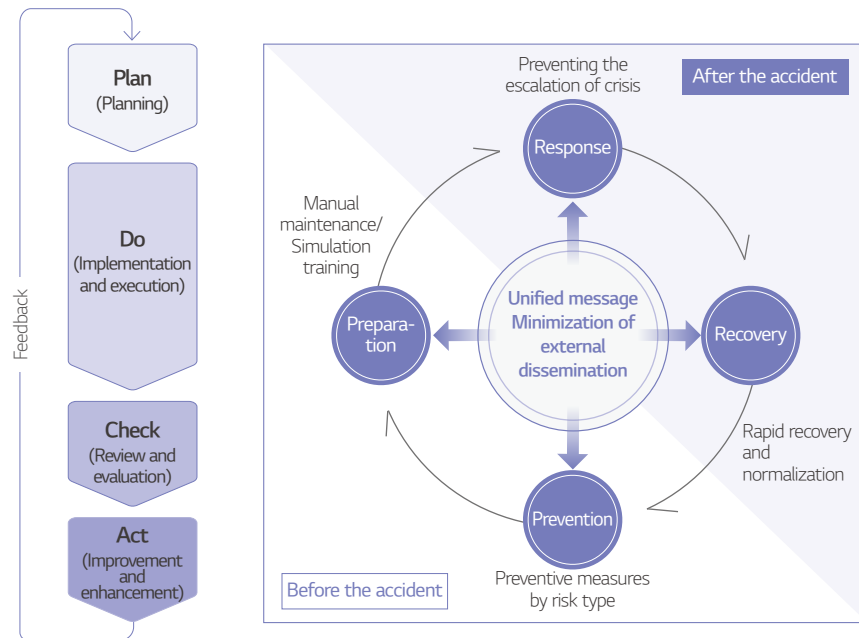 Feedback
Plan
(Planning)
Do
(Implementation
and execution)
Check
(Review and
evaluation)
Act
(Improvement
and
enhancement)
After the accident
Preventing the
escalation of crisis
Response
Manual
maintenance/
Simulation
training
Prepara-
tion
Unified message
Minimization of
external
dissemination
Recovery
Rapid recovery
and
normalization
Prevention
Preventive measures
by risk type
Before the accident